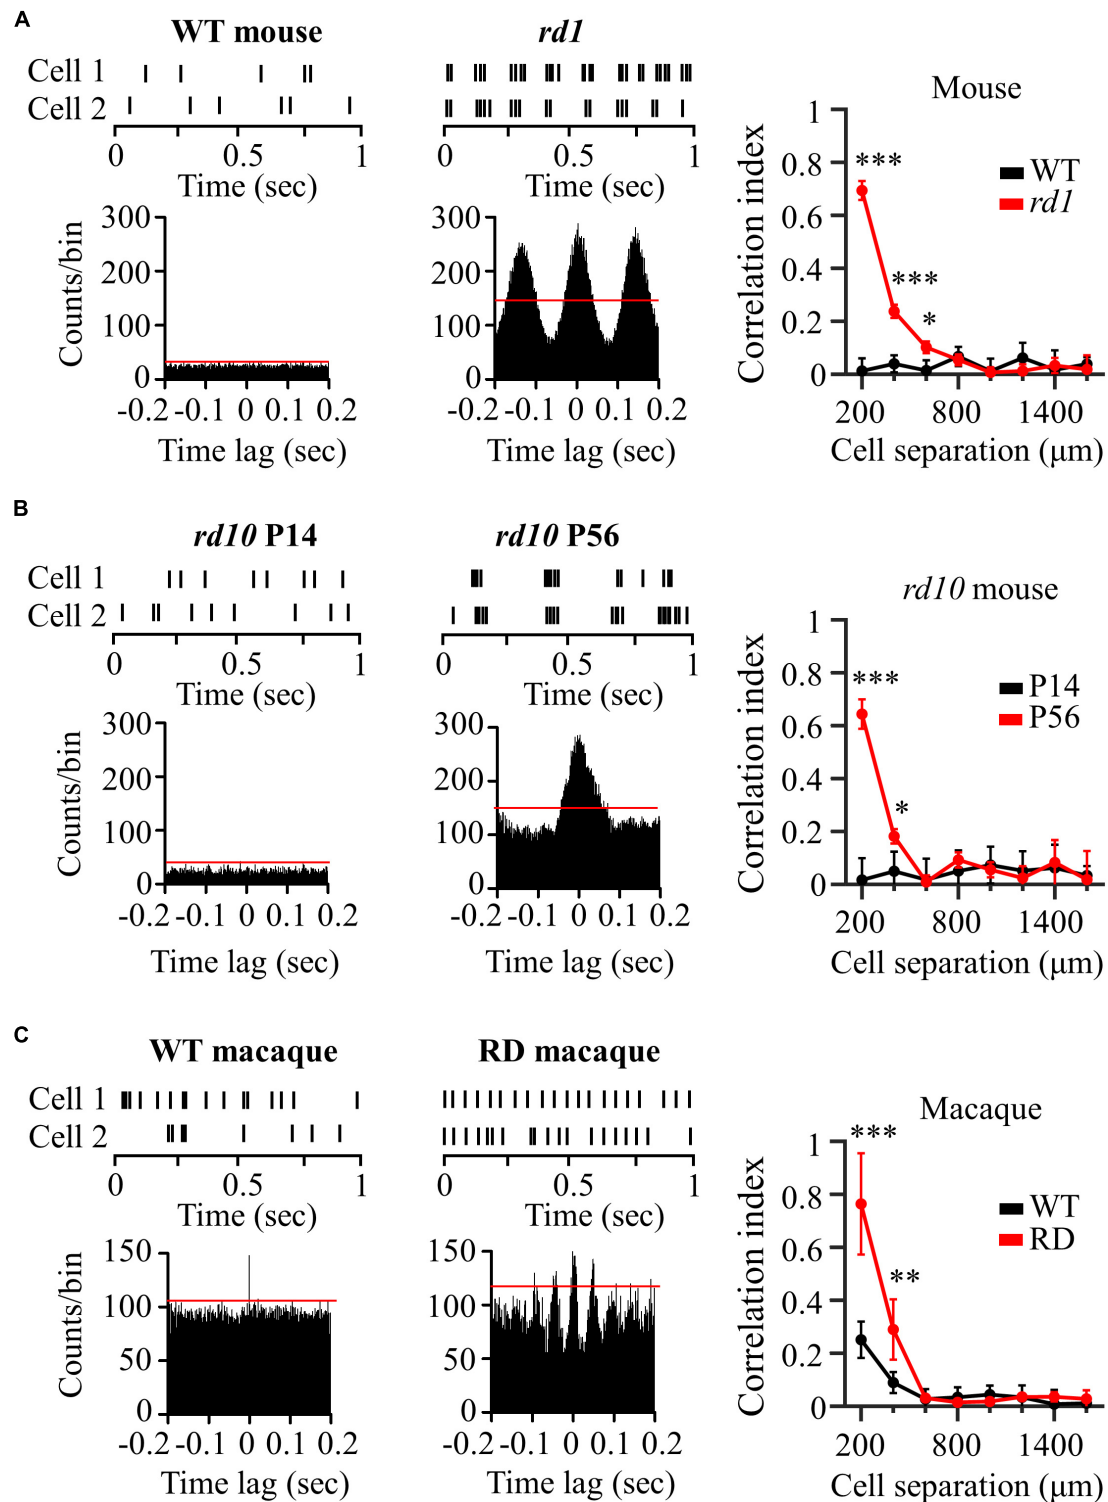 A
WT mouse
rd1
Cell 1
Cell 2
0 0.5 1
Time (sec)
0 0.5 1
Time (sec)
Counts/bin
300
200
100
0
-0.2 -0.1 0 0.1 0.2
Time lag (sec)
300
200
100
0
-0.2 -0.1 0 0.1 0.2
Time lag (sec)
Mouse
Correlation index
1
0.8
0.6
0.4
0.2
0
***
***
*
WT
rd1
200 800 1400
Cell separation (μm)
B
rd10 P14
rd10 P56
Cell 1
Cell 2
0 0.5 1
Time (sec)
0 0.5 1
Time (sec)
Counts/bin
300
200
100
0
-0.2 -0.1 0 0.1 0.2
Time lag (sec)
300
200
100
0
-0.2 -0.1 0 0.1 0.2
Time lag (sec)
rd10 mouse
Correlation index
1
0.8
0.6
0.4
0.2
0
***
*
P14
P56
200 800 1400
Cell separation (μm)
C
WT macaque
RD macaque
Cell 1
Cell 2
0 0.5 1
Time (sec)
0 0.5 1
Time (sec)
Counts/bin
150
100
50
0
-0.2 -0.1 0 0.1 0.2
Time lag (sec)
150
100
50
0
-0.2 -0.1 0 0.1 0.2
Time lag (sec)
Macaque
Correlation index
1
0.8
0.6
0.4
0.2
0
***
**
WT
RD
200 800 1400
Cell separation (μm)